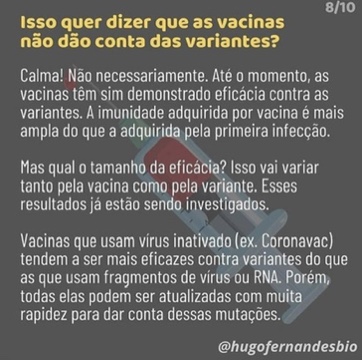 8/10
Isso quer dizer que as vacinas
não dão conta das variantes?
Calma! Não necessariamente. Até o momento, as
vacinas têm sim demonstrado eficácia contra as
variantes. A imunidade adquirida por vacina é mais
ampla do que a adquirida pela primeira infecção.
Mas qual o tamanho da eficácia? Isso vai variar
tanto pela vacina como pela variante. Esses
resultados já estão sendo investigados.
Vacinas que usam vírus inativado (ex. Coronavac)
tendem a ser mais eficazes contra variantes do que
as que usam fragmentos de vírus ou RNA. Porém,
todas elas podem ser atualizadas com muita
rapidez para dar conta dessas mutações.
@hugofernandesbio